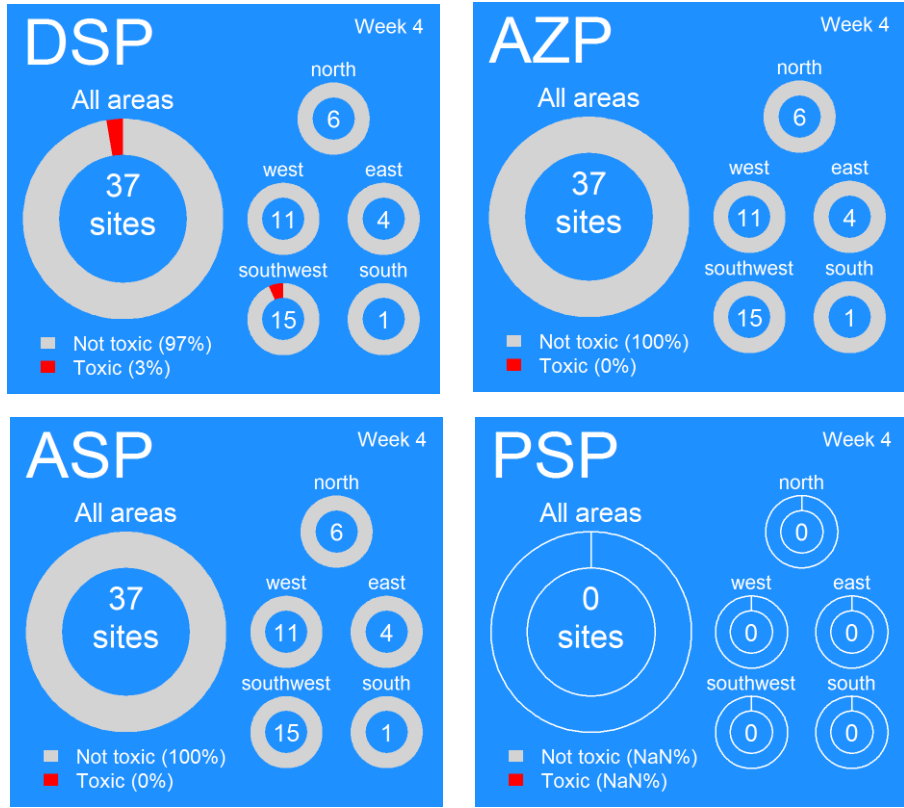 DSP
Week 4
north
All areas
6
37
sites
west
east
11
4
southwest
south
15
1
Not toxic (97%)
Toxic (3%)
AZP
Week 4
north
All areas
6
37
sites
west
east
11
4
southwest
south
15
1
Not toxic (100%)
Toxic (0%)
ASP
Week 4
north
All areas
6
37
sites
west
east
11
4
southwest
south
15
1
Not toxic (100%)
Toxic (0%)
PSP
Week 4
north
All areas
0
0
sites
west
east
0
0
southwest
south
0
0
Not toxic (NaN%)
Toxic (NaN%)